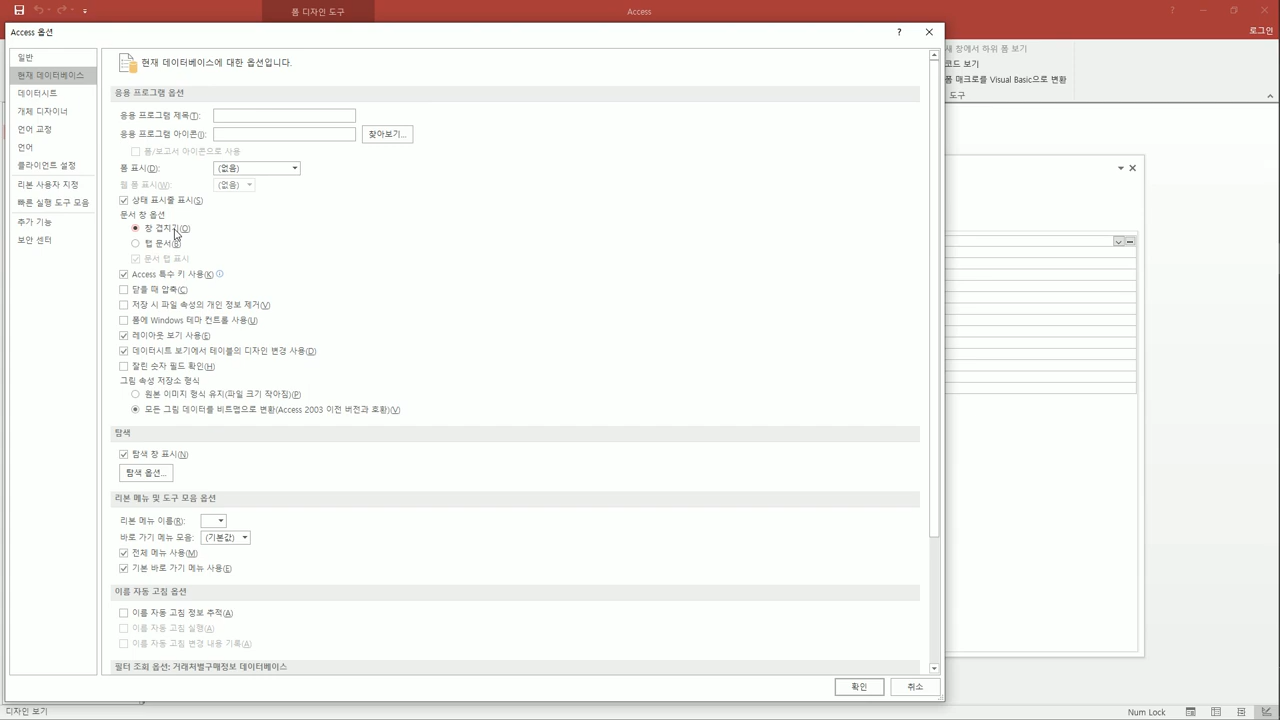 폼 디자인 도구
Access
로그인
Access 옵션
일반
현재 데이터베이스
데이터시트
개체 디자이너
언어 교정
언어
클라이언트 설정
리본 사용자 지정
빠른 실행 도구 모음
추가 기능
보안 센터
현재 데이터베이스에 대한 옵션입니다.
응용 프로그램 옵션
응용 프로그램 제목(T):
응용 프로그램 아이콘(I):
찾아보기...
폼/보고서 아이콘으로 사용
폼 표시(D):
(없음)
웹 폼 표시(W):
(없음)
상태 표시줄 표시(S)
문서 창 옵션
창 겹치기(O)
탭 문서(B)
문서 탭 표시
Access 특수 키 사용(K)
닫을 때 압축(C)
저장 시 파일 속성의 개인 정보 제거(V)
폼에 Windows 테마 컨트롤 사용(U)
레이아웃 보기 사용(E)
데이터시트 보기에서 테이블의 디자인 변경 사용(D)
잘린 숫자 필드 확인(H)
그림 속성 저장소 형식
원본 이미지 형식 유지(파일 크기 작아짐)(P)
모든 그림 데이터를 비트맵으로 변환(Access 2003 이전 버전과 호환)(V)
탐색
탐색 창 표시(N)
탐색 옵션...
리본 메뉴 및 도구 모음 옵션
리본 메뉴 이름(R):
바로 가기 메뉴 모음:
(기본값)
전체 메뉴 사용(M)
기본 바로 가기 메뉴 사용(F)
이름 자동 고침 옵션
이름 자동 고침 정보 추적(A)
이름 자동 고침 실행(A)
이름 자동 고침 변경 내용 기록(A)
필터 조회 옵션: 거래처별구매정보 데이터베이스
확인
취소
새 창에서 하위 폼 보기
코드 보기
폼 매크로를 Visual Basic으로 변환
도구
디자인 보기
Num Lock